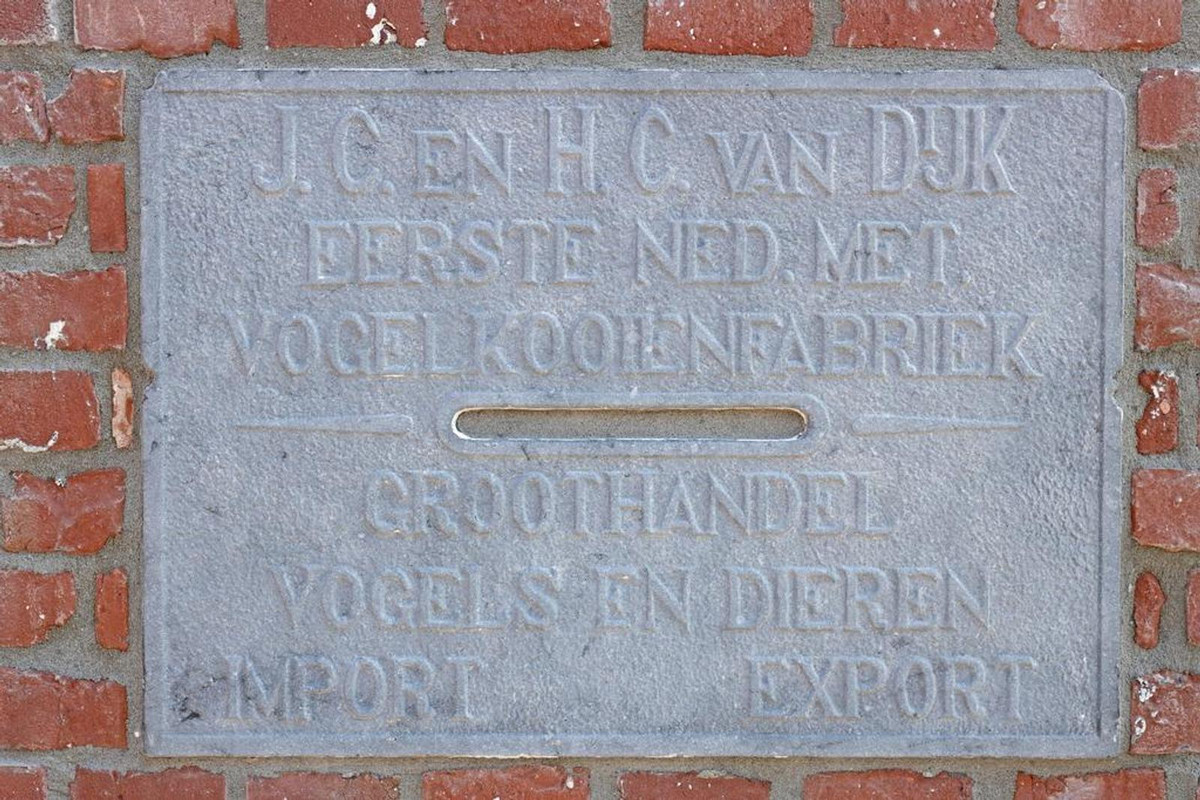 J. C. EN H. C. VAN DIJK
EERSTE NED. MET.
VOGELKOOIENFABRIEK
GROOTHANDEL
VOGELS EN DIEREN
IMPORT EXPORT